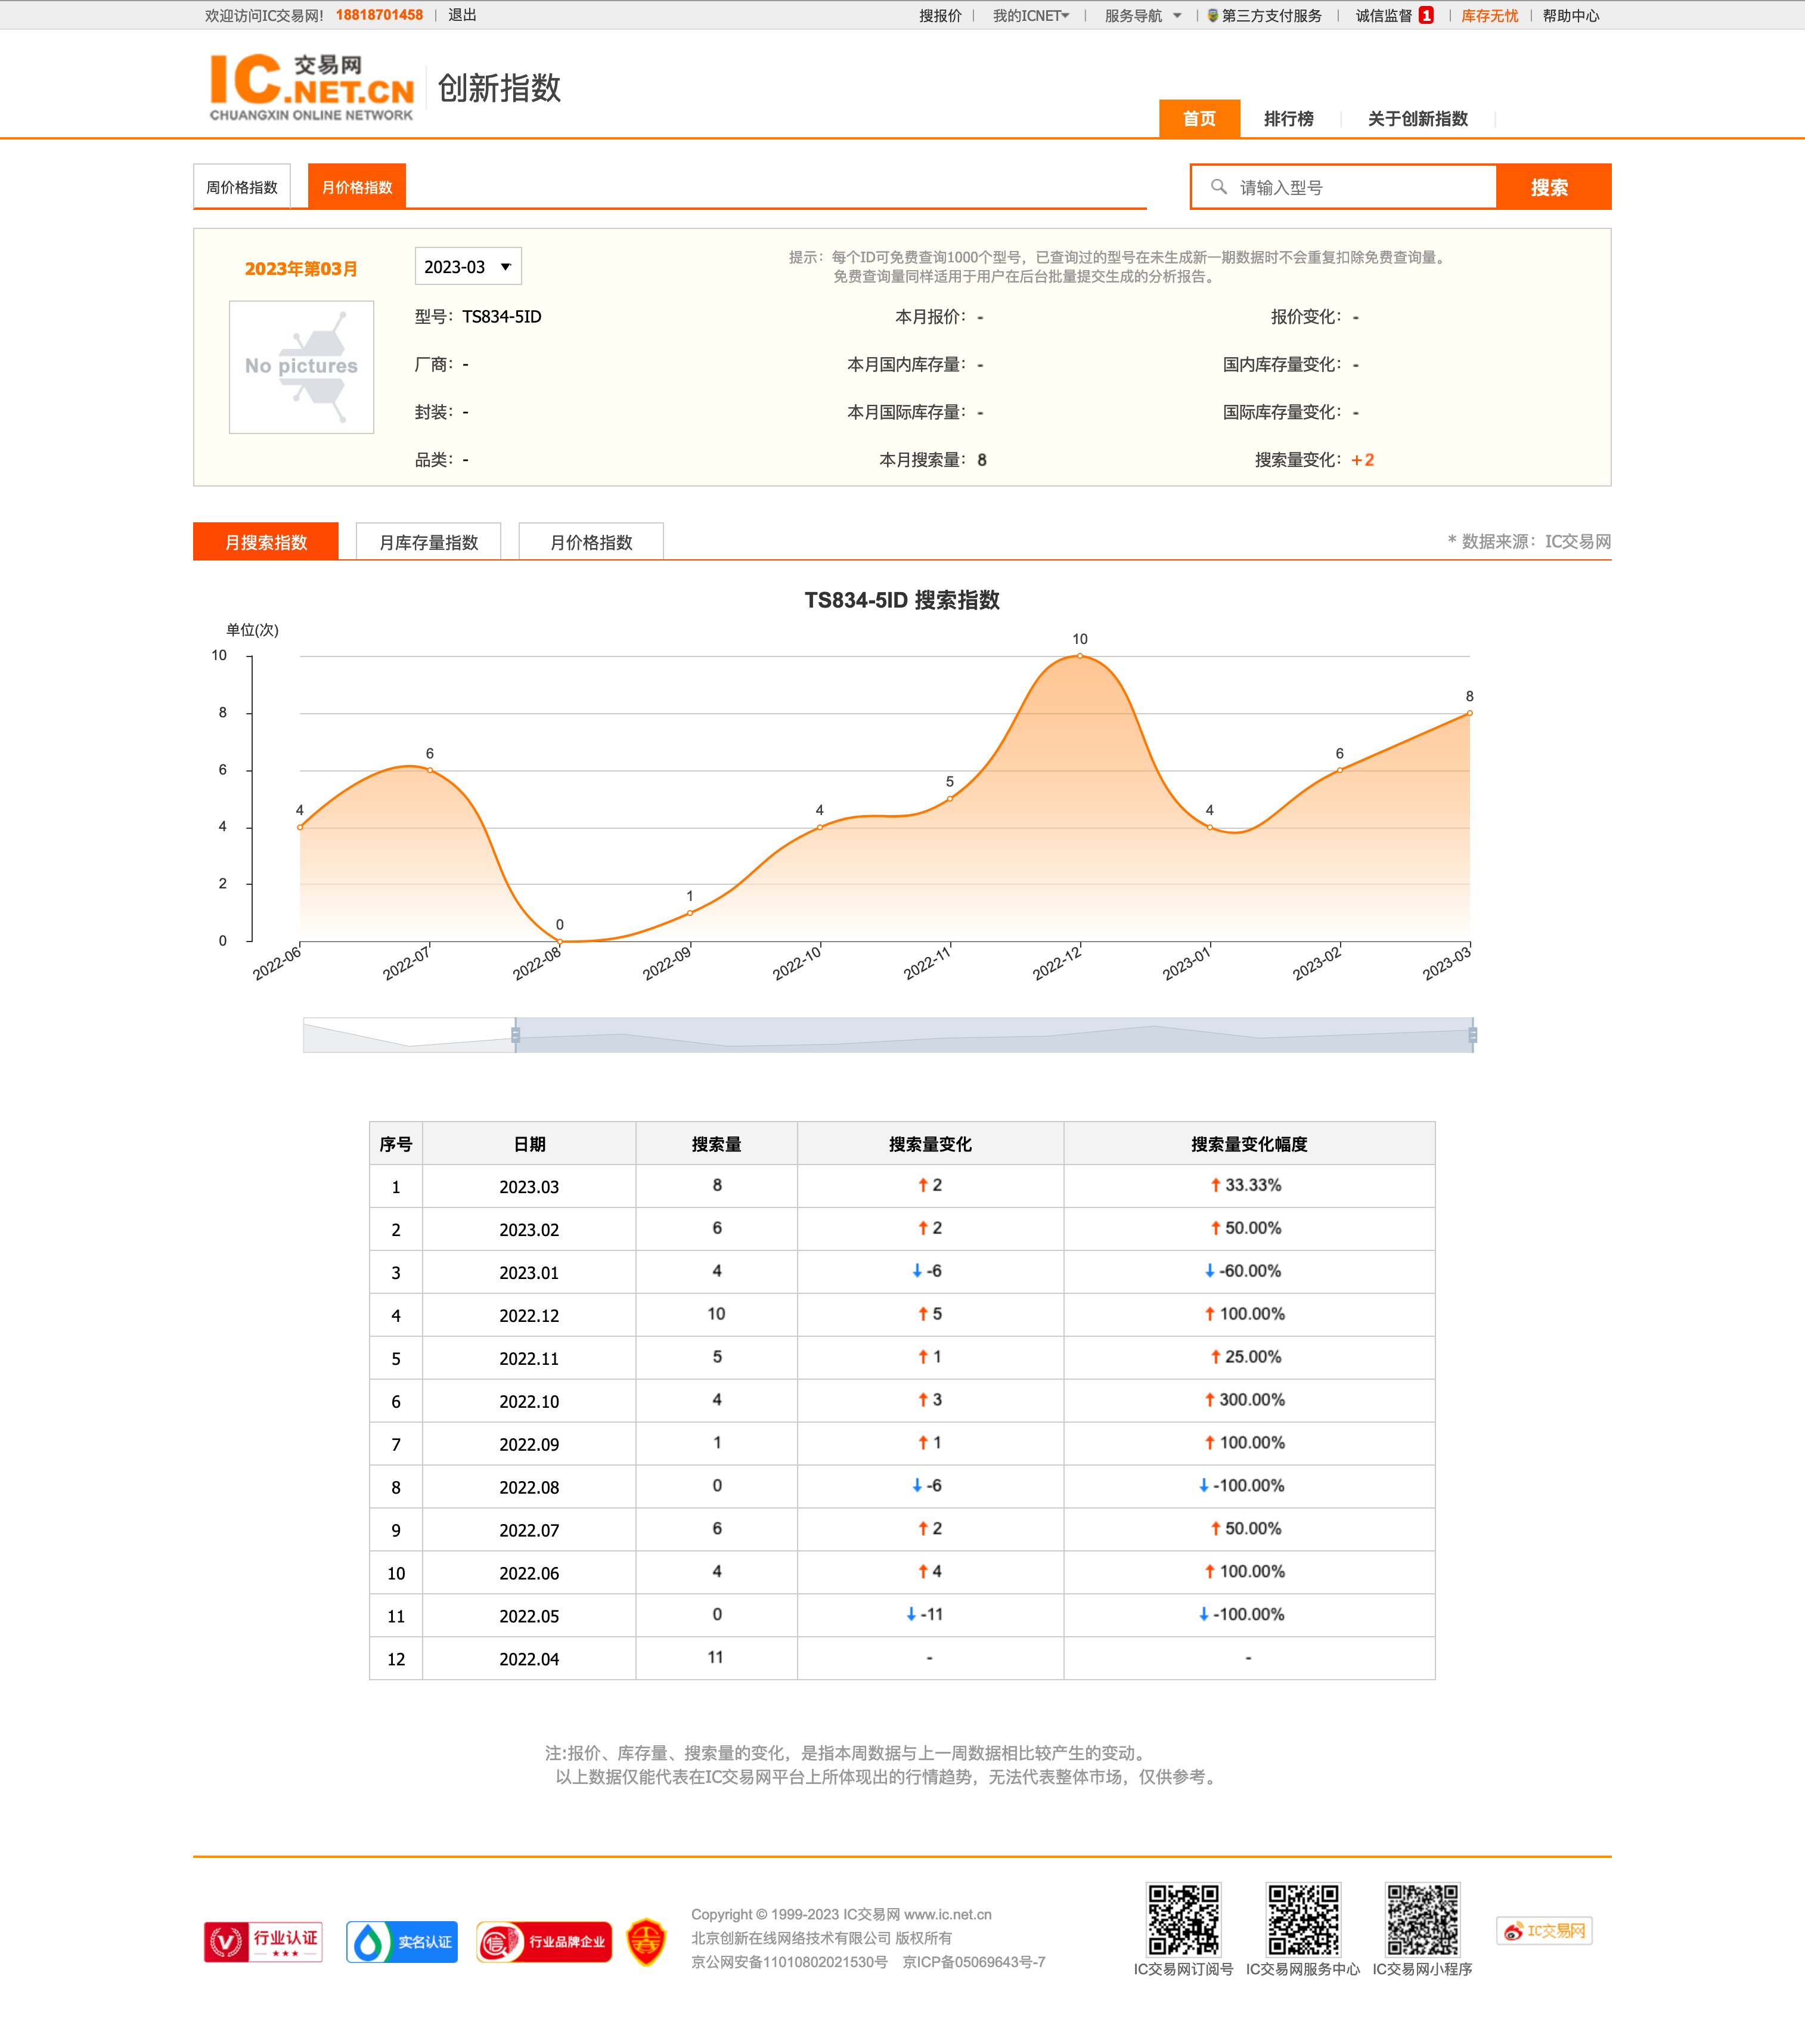 欢迎访问IC交易网! 18818701458 | 退出
搜报价 | 我的ICNET | 服务导航 | 第三方支付服务 | 诚信监督 1 | 库存无忧 | 帮助中心
IC交易网
.NET.CN
CHUANGXIN ONLINE NETWORK
创新指数
首页 排行榜 关于创新指数
周价格指数 月价格指数
请输入型号 搜索
2023年第03月
2023-03
提示：每个ID可免费查询1000个型号，已查询过的型号在未生成新一期数据时不会重复扣除免费查询量。
免费查询量同样适用于用户在后台批量提交生成的分析报告。
No pictures
型号：TS834-5ID 本月报价：- 报价变化：-
厂商：- 本月国内库存量：- 国内库存量变化：-
封装：- 本月国际库存量：- 国际库存量变化：-
品类：- 本月搜索量：8 搜索量变化：+2
月搜索指数 月库存量指数 月价格指数
* 数据来源：IC交易网
TS834-5ID 搜索指数
单位(次)
10
8
6
4
2
0
4
6
0
1
4
5
10
4
6
8
2022-06 2022-07 2022-08 2022-09 2022-10 2022-11 2022-12 2023-01 2023-02 2023-03
序号 日期 搜索量 搜索量变化 搜索量变化幅度
1 2023.03 8 ↑2 ↑33.33%
2 2023.02 6 ↑2 ↑50.00%
3 2023.01 4 ↓-6 ↓-60.00%
4 2022.12 10 ↑5 ↑100.00%
5 2022.11 5 ↑1 ↑25.00%
6 2022.10 4 ↑3 ↑300.00%
7 2022.09 1 ↑1 ↑100.00%
8 2022.08 0 ↓-6 ↓-100.00%
9 2022.07 6 ↑2 ↑50.00%
10 2022.06 4 ↑4 ↑100.00%
11 2022.05 0 ↓-11 ↓-100.00%
12 2022.04 11 - -
注:报价、库存量、搜索量的变化，是指本周数据与上一周数据相比较产生的变动。
以上数据仅能代表在IC交易网平台上所体现出的行情趋势，无法代表整体市场，仅供参考。
行业认证
实名认证
信 行业品牌企业
Copyright © 1999-2023 IC交易网 www.ic.net.cn
北京创新在线网络技术有限公司 版权所有
京公网安备11010802021530号 京ICP备05069643号-7
IC交易网订阅号 IC交易网服务中心 IC交易网小程序
IC交易网